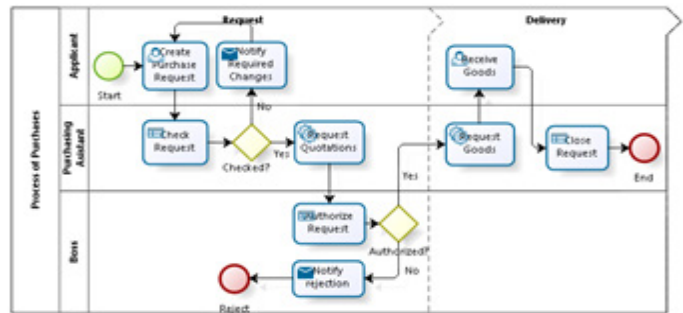 Request
Delivery
Process of Purchases
Applicant
Purchasing
Asistant
Boss
Start
Create
Purchase
Request
Notify
Required
Changes
No
Check
Request
Checked?
Yes
Request
Quotations
Authorize
Request
Authorized?
Yes
No
Notify
rejection
Reject
Receive
Goods
Request
Goods
Close
Request
End